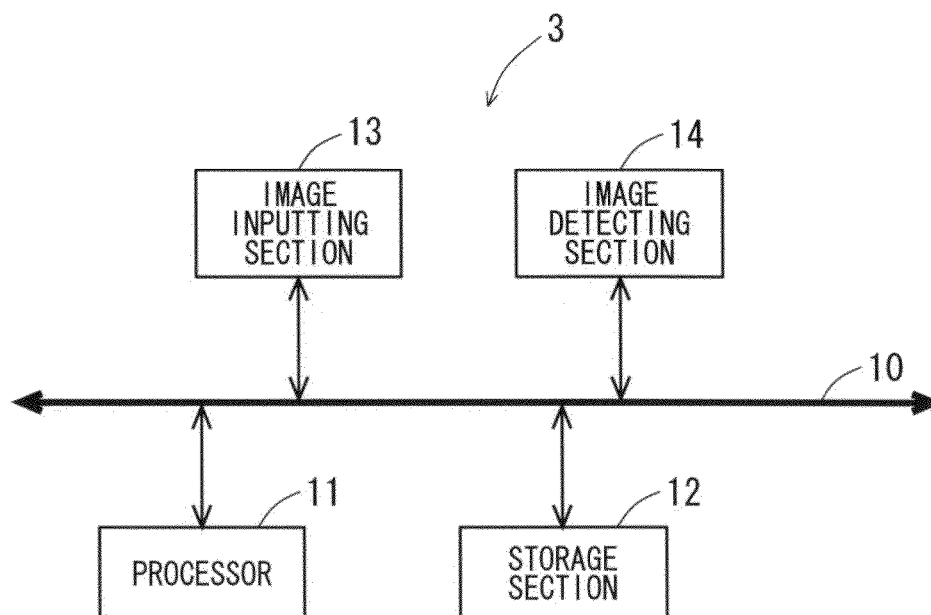 3
13
14
IMAGE
INPUTTING
SECTION
IMAGE
DETECTING
SECTION
10
11
12
PROCESSOR
STORAGE
SECTION